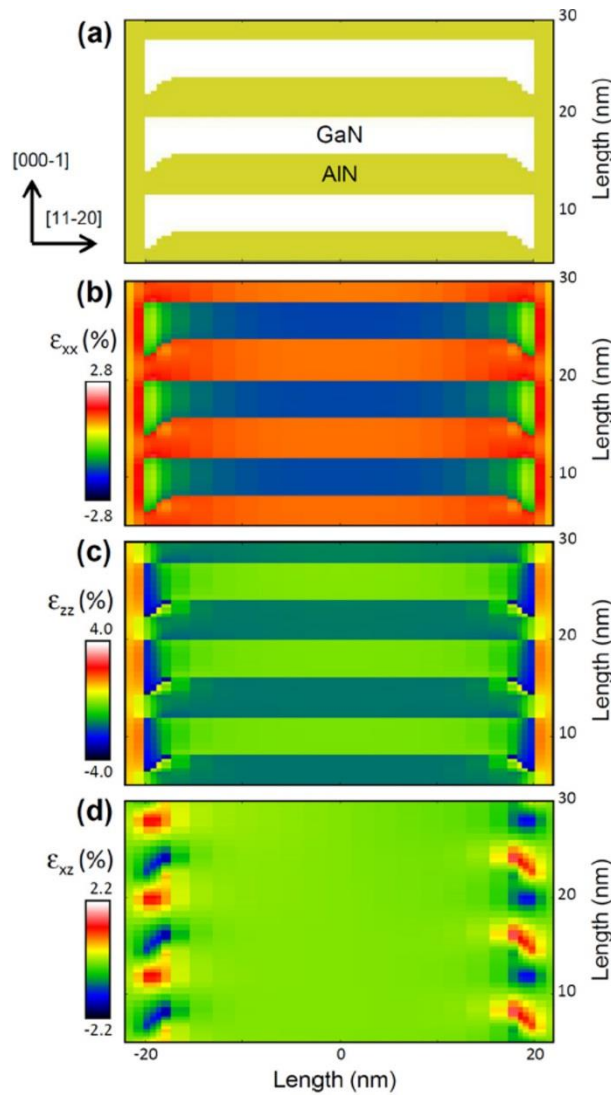 (a)
30
Length (nm)
20
10
GaN
AlN
[000-1]
[11-20]
(b)
30
εxx (%)
2.8
-2.8
Length (nm)
20
10
(c)
30
εzz (%)
4.0
-4.0
Length (nm)
20
10
(d)
30
εxz (%)
2.2
-2.2
Length (nm)
20
10
-20 0 20
Length (nm)